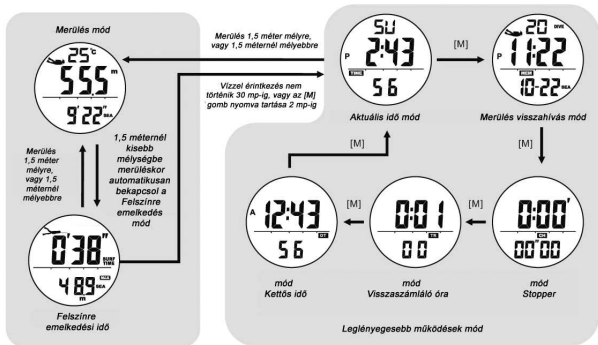 Merülés mód
25°c
55.5 m
9'22" SEA
Merülés
1,5 méter
mélyre,
vagy 1,5
méternél
mélyebbre
1,5 méternél
kisebb
mélységbe
merüléskor
automatikusan
bekapcsol a
Felszínre
emelkedés
mód
0'38" SURF TIME
MAX
48.9 SEA
m
Felszínre
emelkedési idő
Merülés 1,5 méter mélyre,
vagy 1,5 méternél mélyebbre
Vízzel érintkezés nem
történik 30 mp-ig, vagy az [M]
gomb nyomva tartása 2 mp-ig
SU
P 2:43
TIME
56
Aktuális idő mód
[M]
20 DIVE
P 11:22
MEM
10-22 SEA
Merülés visszahívás mód
[M]
0:00'
CH
00"00
mód
Stopper
[M]
0:01
TR
00
mód
Visszaszámláló óra
[M]
A 12:43
DT
56
mód
Kettős idő
[M]
Leglényegesebb működések mód